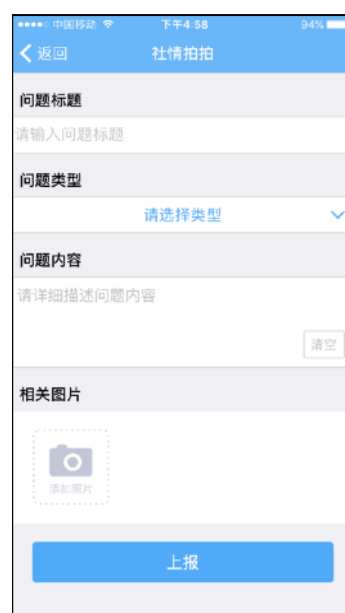 中国移动 下午4:58 94%
返回 社情拍拍
问题标题
请输入问题标题
问题类型
请选择类型
问题内容
请详细描述问题内容
清空
相关图片
添加照片
上报